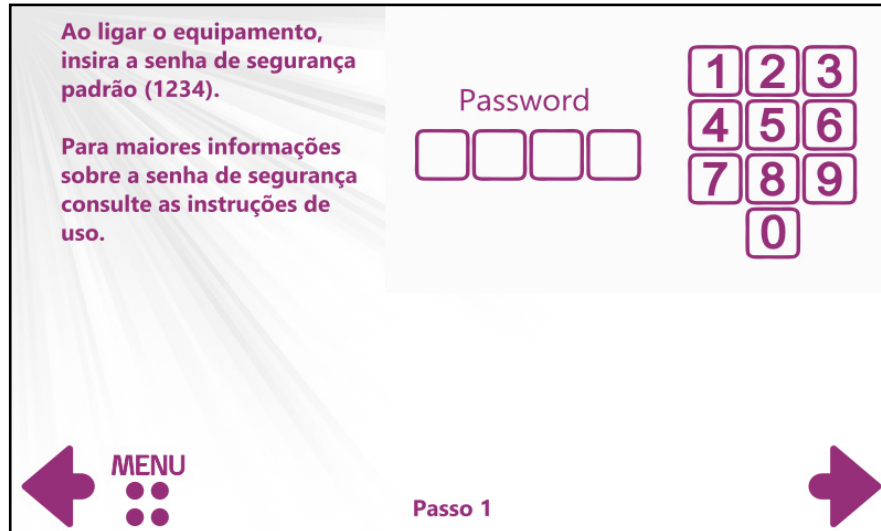 Ao ligar o equipamento,
insira a senha de segurança
padrão (1234).
Para maiores informações
sobre a senha de segurança
consulte as instruções de
uso.
Password
1 2 3
4 5 6
7 8 9
0
MENU
Passo 1